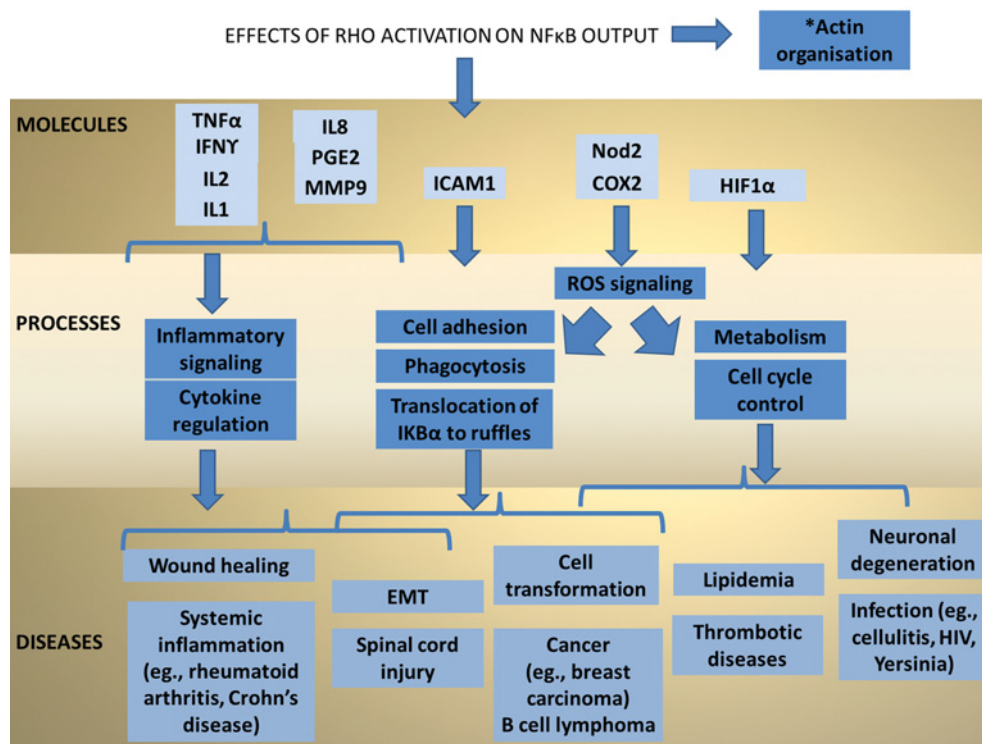 EFFECTS OF RHO ACTIVATION ON NFκB OUTPUT
*Actin
organisation
MOLECULES
TNFα
IFNϒ
IL2
IL1
IL8
PGE2
MMP9
ICAM1
Nod2
COX2
HIF1α
PROCESSES
ROS signaling
Inflammatory
signaling
Cytokine
regulation
Cell adhesion
Phagocytosis
Translocation of
IKBα to ruffles
Metabolism
Cell cycle
control
DISEASES
Wound healing
Systemic
inflammation
(eg., rheumatoid
arthritis, Crohn’s
disease)
EMT
Spinal cord
injury
Cell
transformation
Cancer
(eg., breast
carcinoma)
B cell lymphoma
Lipidemia
Thrombotic
diseases
Neuronal
degeneration
Infection (eg.,
cellulitis, HIV,
Yersinia)